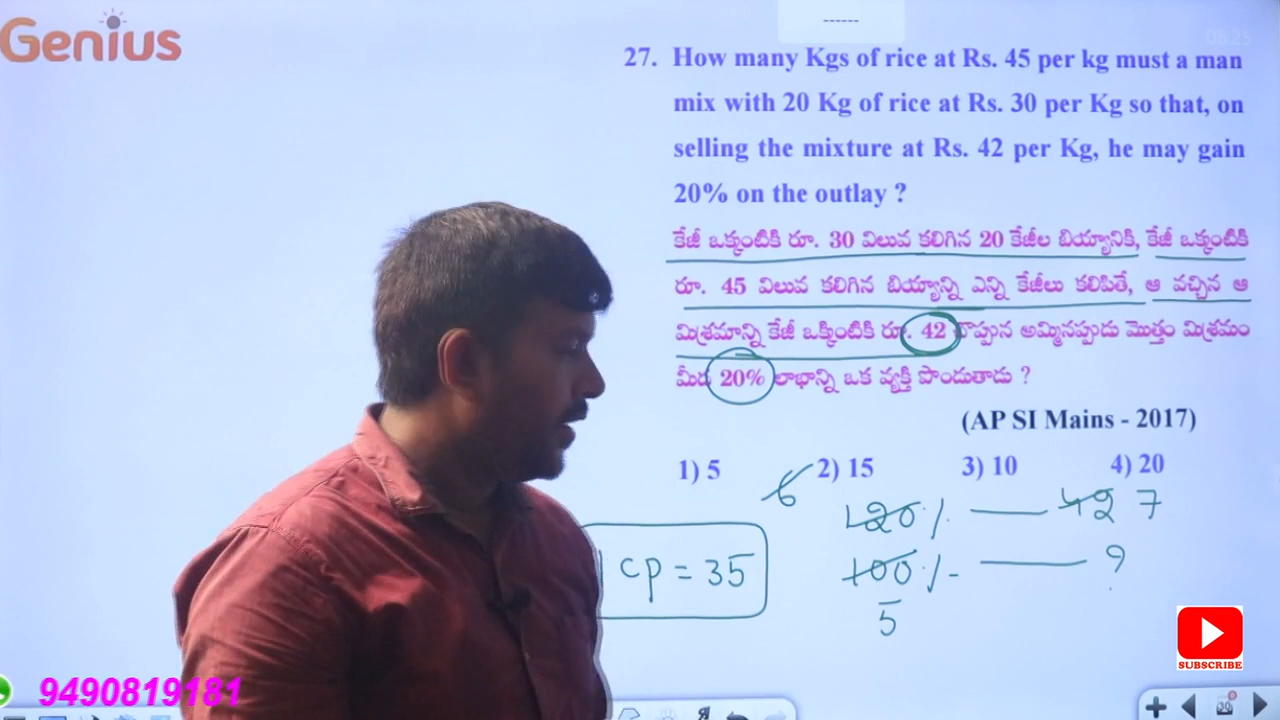 Genius
------
08:25
27. How many Kgs of rice at Rs. 45 per kg must a man
mix with 20 Kg of rice at Rs. 30 per Kg so that, on
selling the mixture at Rs. 42 per Kg, he may gain
20% on the outlay ?
కేజీ ఒక్కంటికి రూ. 30 విలువ కలిగిన 20 కేజీల బియ్యానికి, కేజీ ఒక్కంటికి
రూ. 45 విలువ కలిగిన బియ్యాన్ని ఎన్ని కేజీలు కలిపితే, ఆ వచ్చిన ఆ
మిశ్రమాన్ని కేజీ ఒక్కింటికి రూ. 42 చొప్పున అమ్మినప్పుడు మొత్తం మిశ్రమం
మీద 20% లాభాన్ని ఒక వ్యక్తి పొందుతాడు ?
(AP SI Mains - 2017)
1) 5 2) 15 3) 10 4) 20
6 120% — 42 7
100% — ?
5
CP = 35
SUBSCRIBE
9490819181
30